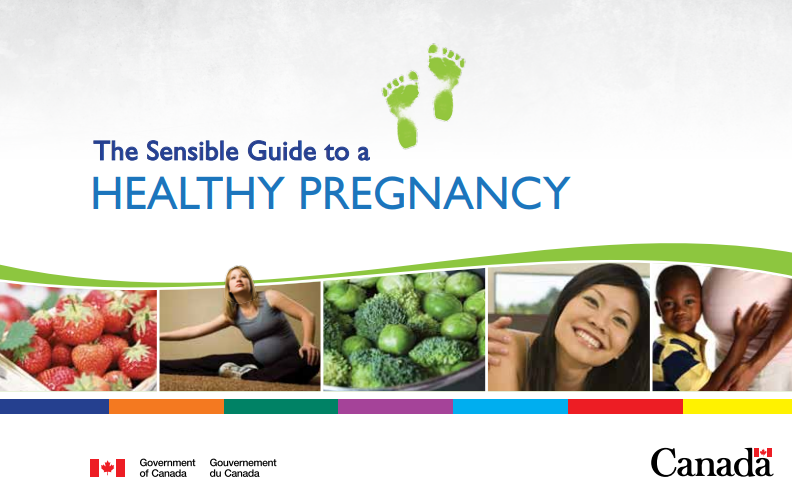 The Sensible Guide to a
HEALTHY PREGNANCY
Government
of Canada
Gouvernement
du Canada
Canada